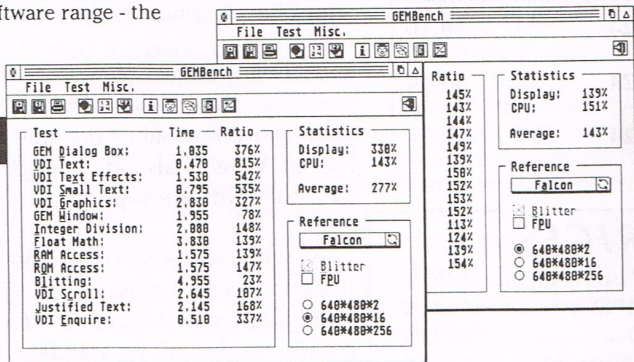 ftware range - the
GEMBench
File Test Misc.
Ratio
145%
143%
144%
147%
149%
139%
150%
152%
153%
152%
113%
124%
139%
154%
Statistics
Display: 139%
CPU: 151%
Average: 143%
Reference
Falcon
Blitter
FPU
640*480*2
640*480*16
640*480*256
GEMBench
File Test Misc.
Test Time Ratio
GEM Dialog Box: 1.035 376%
VDI Text: 0.470 815%
VDI Text Effects: 1.530 542%
VDI Small Text: 0.795 535%
VDI Graphics: 2.830 327%
GEM Window: 1.955 78%
Integer Division: 2.080 148%
Float Math: 3.830 139%
RAM Access: 1.575 139%
ROM Access: 1.575 147%
Blitting: 4.955 23%
VDI Scroll: 2.645 107%
Justified Text: 2.145 168%
VDI Enquire: 0.510 337%
Statistics
Display: 330%
CPU: 143%
Average: 277%
Reference
Falcon
Blitter
FPU
640*480*2
640*480*16
640*480*256